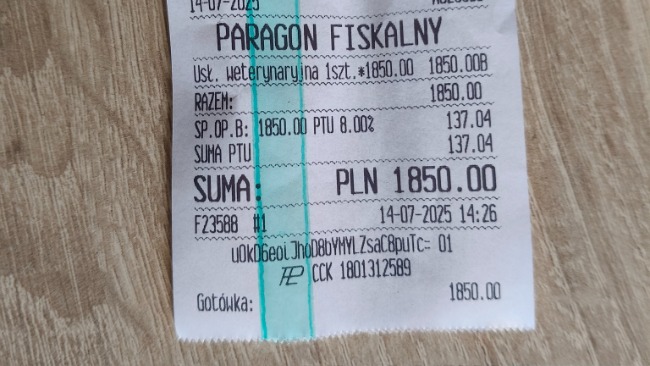 14-07-2025
PARAGON FISKALNY
Usł. weterynaryjna 1szt.*1850.00 1850.00B
RAZEM: 1850.00
SP.OP.B: 1850.00 PTU 8.00% 137.04
SUMA PTU 137.04
SUMA: PLN 1850.00
F23588 #1 14-07-2025 14:26
01
CCK 1801312589
Gotówka: 1850.00